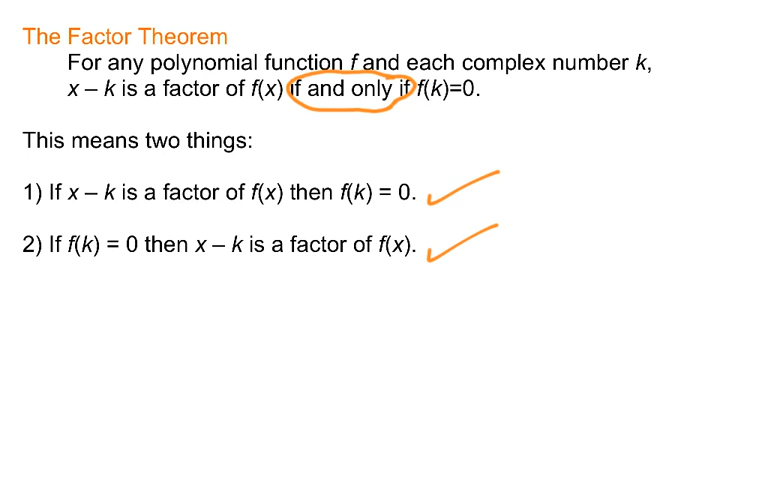 The Factor Theorem
For any polynomial function f and each complex number k,
x – k is a factor of f(x) if and only if f(k)=0.
This means two things:
1) If x – k is a factor of f(x) then f(k) = 0.
2) If f(k) = 0 then x – k is a factor of f(x).